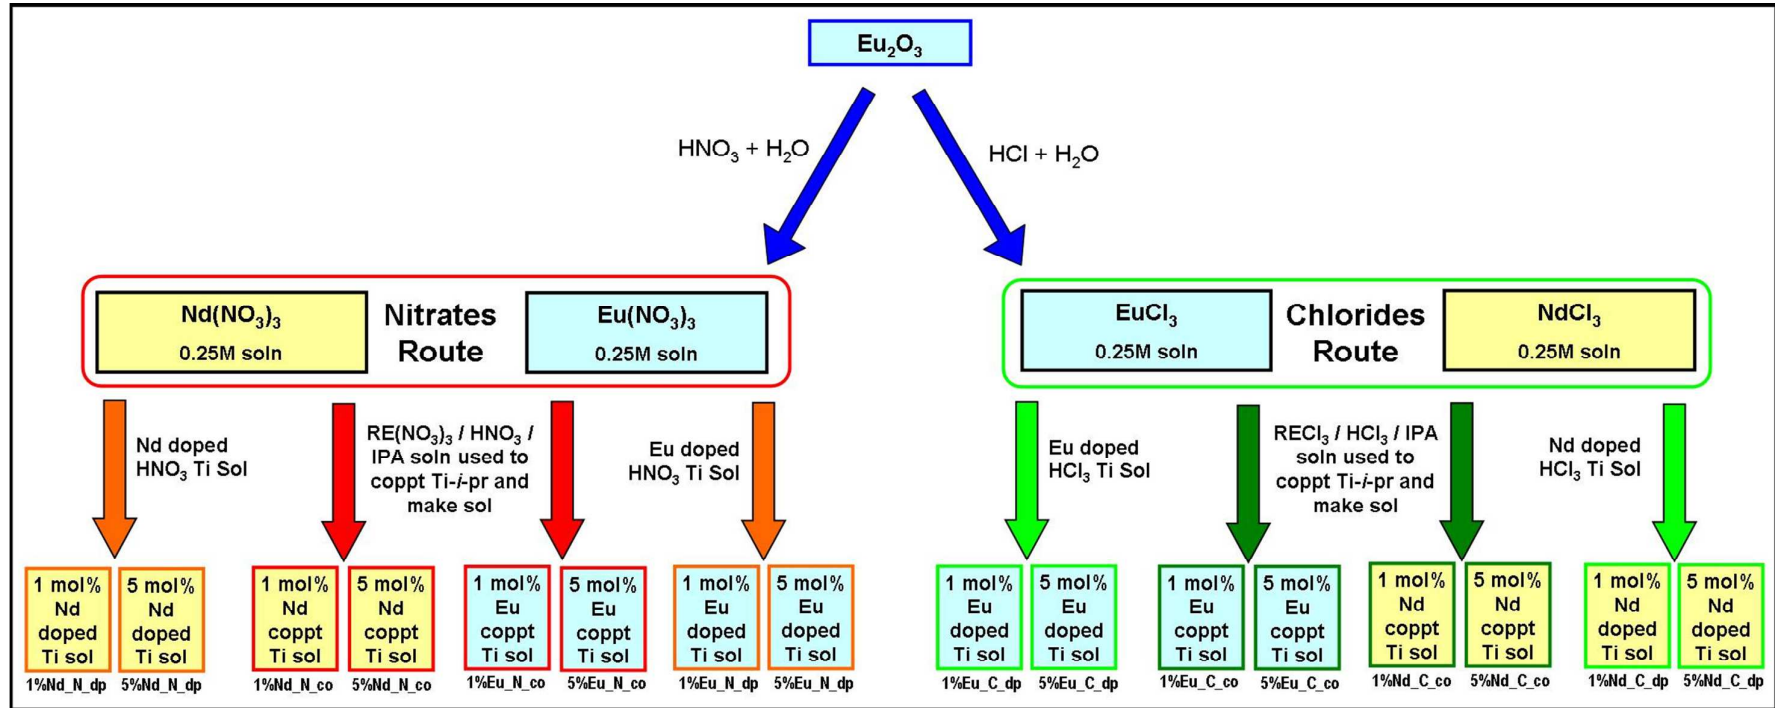 Eu₂O₃
HNO₃ + H₂O
HCl + H₂O
Nd(NO₃)₃
0.25M soln
Nitrates
Route
Eu(NO₃)₃
0.25M soln
EuCl₃
0.25M soln
Chlorides
Route
NdCl₃
0.25M soln
Nd doped
HNO₃ Ti Sol
RE(NO₃)₃ / HNO₃ /
IPA soln used to
coppt Ti-i-pr and
make sol
Eu doped
HNO₃ Ti Sol
Eu doped
HCl₃ Ti Sol
RECl₃ / HCl₃ / IPA
soln used to
coppt Ti-i-pr and
make sol
Nd doped
HCl₃ Ti Sol
1 mol%
Nd
doped
Ti sol
1%Nd_N_dp
5 mol%
Nd
doped
Ti sol
5%Nd_N_dp
1 mol%
Nd
coppt
Ti sol
1%Nd_N_co
5 mol%
Nd
coppt
Ti sol
5%Nd_N_co
1 mol%
Eu
coppt
Ti sol
1%Eu_N_co
5 mol%
Eu
coppt
Ti sol
5%Eu_N_co
1 mol%
Eu
doped
Ti sol
1%Eu_N_dp
5 mol%
Eu
doped
Ti sol
5%Eu_N_dp
1 mol%
Eu
doped
Ti sol
1%Eu_C_dp
5 mol%
Eu
doped
Ti sol
5%Eu_C_dp
1 mol%
Eu
coppt
Ti sol
1%Eu_C_co
5 mol%
Eu
coppt
Ti sol
5%Eu_C_co
1 mol%
Nd
coppt
Ti sol
1%Nd_C_co
5 mol%
Nd
coppt
Ti sol
5%Nd_C_co
1 mol%
Nd
doped
Ti sol
1%Nd_C_dp
5 mol%
Nd
doped
Ti sol
5%Nd_C_dp